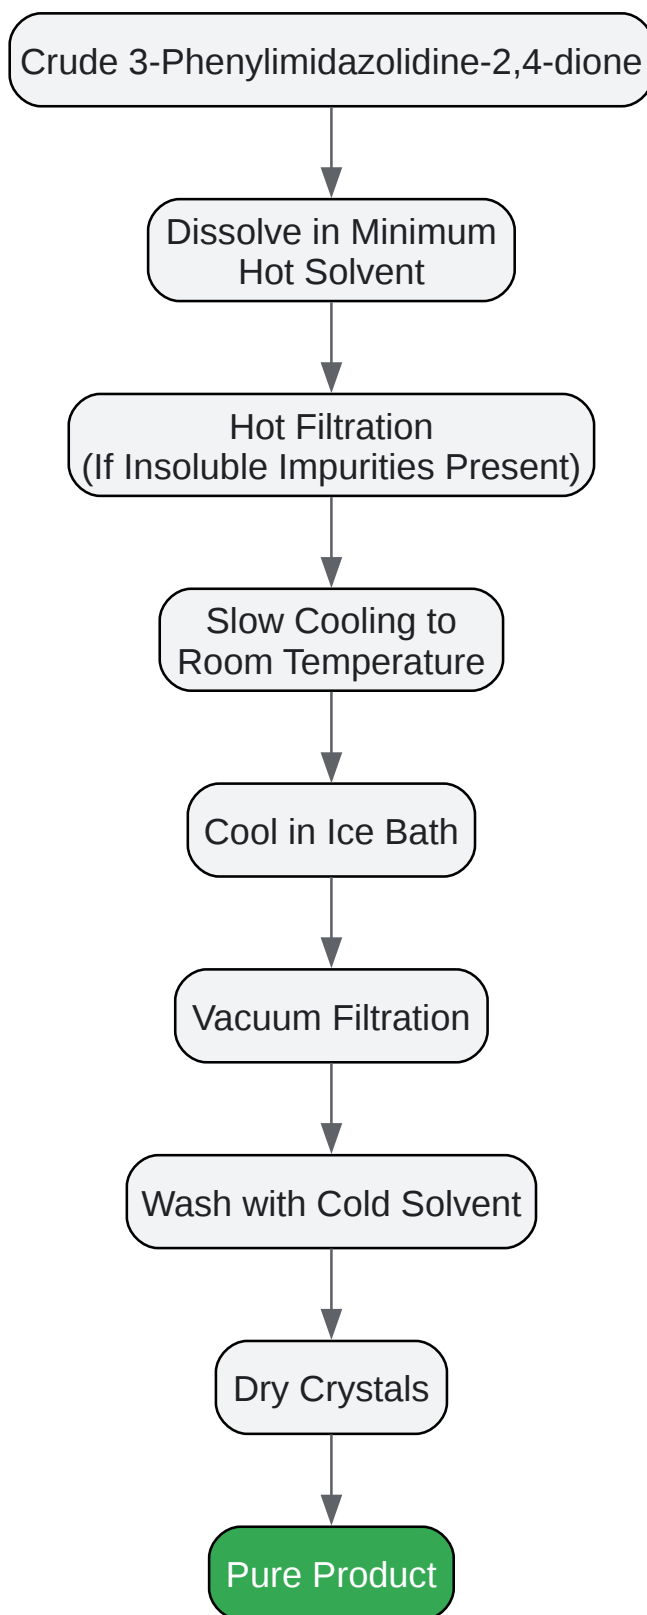 Crude 3-Phenylimidazolidine-2,4-dione
Dissolve in Minimum
Hot Solvent
Hot Filtration
(If Insoluble Impurities Present)
Slow Cooling to
Room Temperature
Cool in Ice Bath
Vacuum Filtration
Wash with Cold Solvent
Dry Crystals
Pure Product